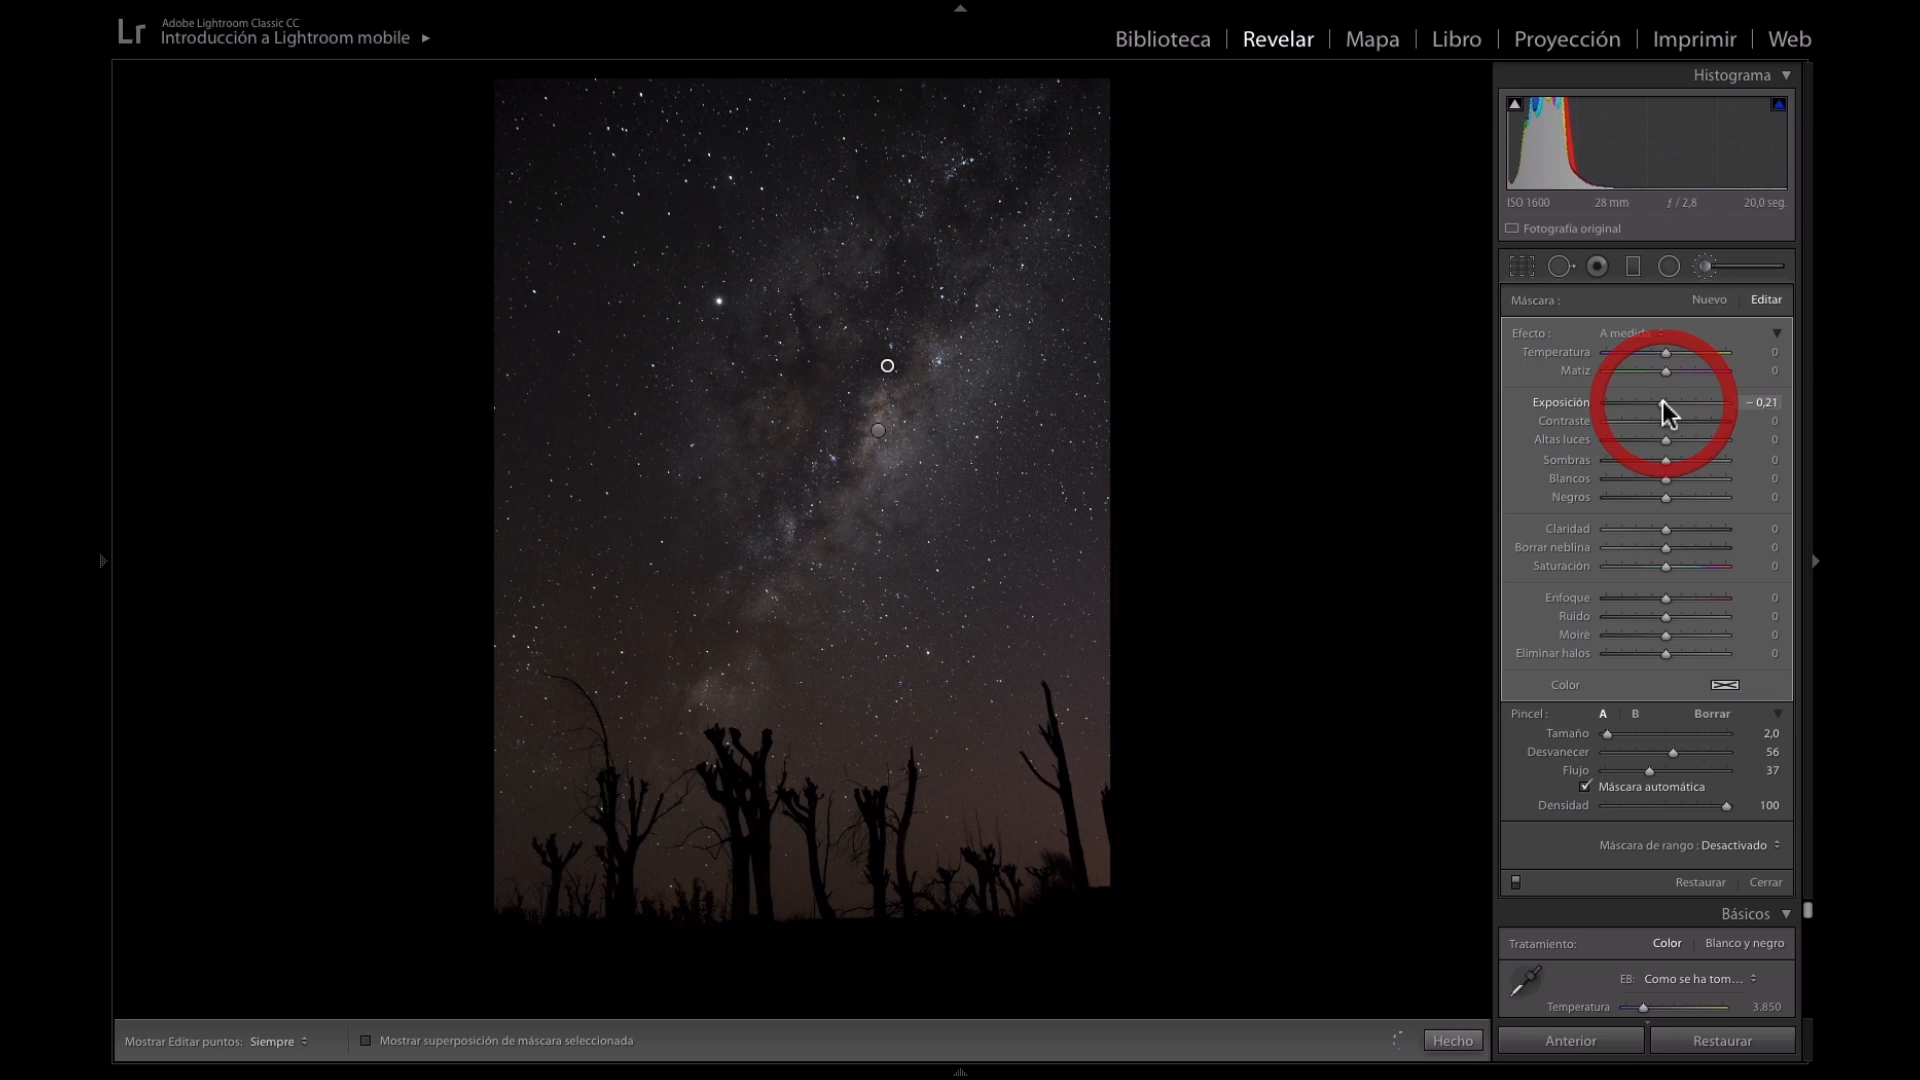 Lr
Adobe Lightroom Classic CC
Introducción a Lightroom mobile
Biblioteca | Revelar | Mapa | Libro | Proyección | Imprimir | Web
Histograma
ISO 1600 28 mm ƒ / 2,8 20,0 seg.
Fotografía original
Máscara : Nuevo Editar
Efecto : A medida
Temperatura 0
Matiz 0
Exposición – 0,21
Contraste 0
Altas luces 0
Sombras 0
Blancos 0
Negros 0
Claridad 0
Borrar neblina 0
Saturación 0
Enfoque 0
Ruido 0
Moiré 0
Eliminar halos 0
Color
Pincel : A | B Borrar
Tamaño 2,0
Desvanecer 56
Flujo 37
Máscara automática
Densidad 100
Máscara de rango : Desactivado
Restaurar Cerrar
Básicos
Tratamiento: Color | Blanco y negro
EB: Como se ha tom...
Temperatura 3.850
Mostrar Editar puntos: Siempre
Mostrar superposición de máscara seleccionada
Hecho
Anterior Restaurar